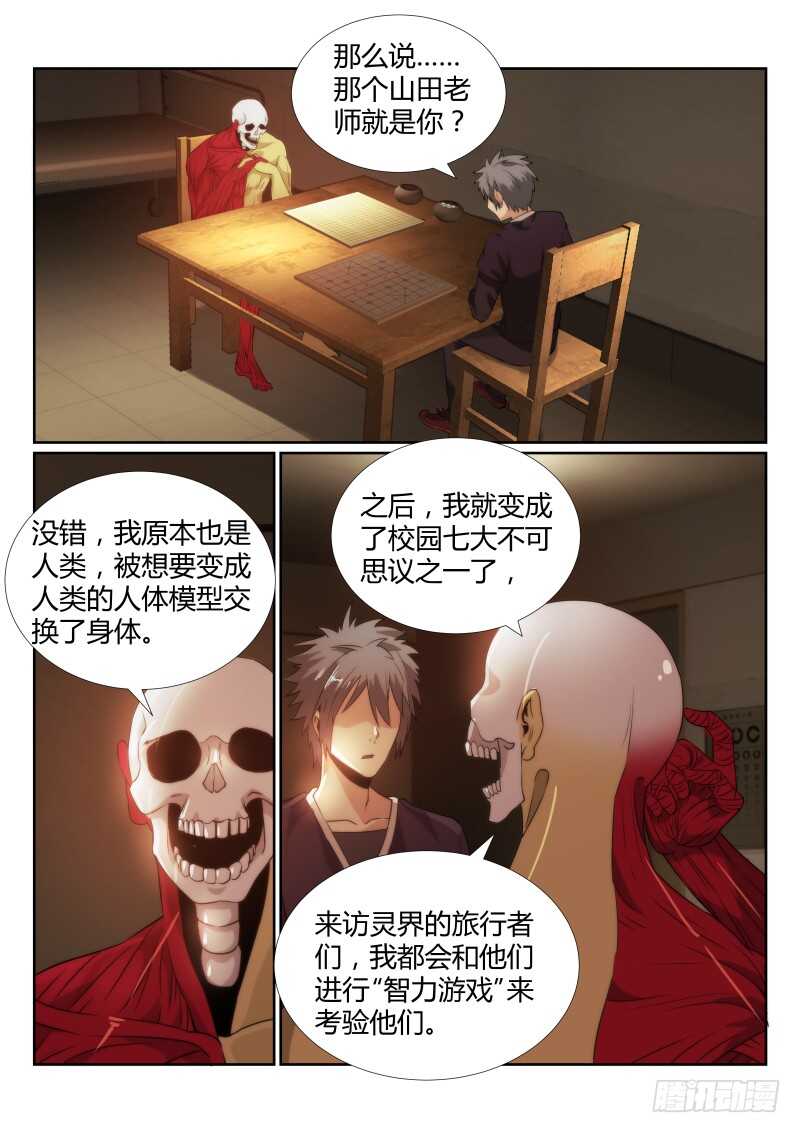 那么说……
那个山田老
师就是你？
没错，我原本也是
人类，被想要变成
人类的人体模型交
换了身体。
之后，我就变成
了校园七大不可
思议之一了，
来访灵界的旅行者
们，我都会和他们
进行“智力游戏”来
考验他们。
腾讯动漫